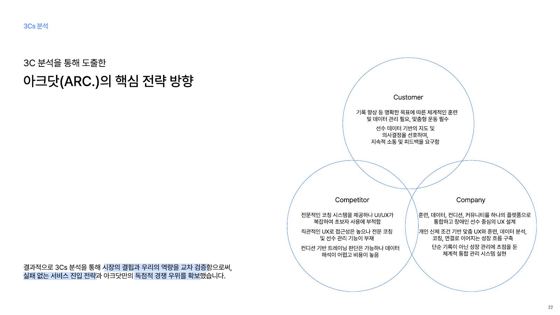 3Cs 분석
3C 분석을 통해 도출한
아크닷(ARC.)의 핵심 전략 방향
Customer
기록 향상 등 명확한 목표에 따른 체계적인 훈련
및 데이터 관리 필요, 맞춤형 운동 필수
선수 데이터 기반의 지도 및
의사결정을 선호하며,
지속적 소통 및 피드백을 요구함
Competitor
전문적인 코칭 시스템을 제공하나 UI/UX가
복잡하여 초보자 사용에 부적합
직관적인 UX로 접근성은 높으나 전문 코칭
및 선수 관리 기능이 부재
컨디션 기반 트레이닝 판단은 가능하나 데이터
해석이 어렵고 비용이 높음
Company
훈련, 데이터, 컨디션, 커뮤니티를 하나의 플랫폼으로
통합하고 장애인 선수 중심의 UX 설계
개인 신체 조건 기반 맞춤 UX와 훈련, 데이터 분석,
코칭, 연결로 이어지는 성장 흐름 구축
단순 기록이 아닌 성장 관리에 초점을 둔
체계적 통합 관리 시스템 실현
결과적으로 3Cs 분석을 통해 시장의 결핍과 우리의 역량을 교차 검증함으로써,
실패 없는 서비스 진입 전략과 아크닷만의 독점적 경쟁 우위를 확보했습니다.
22